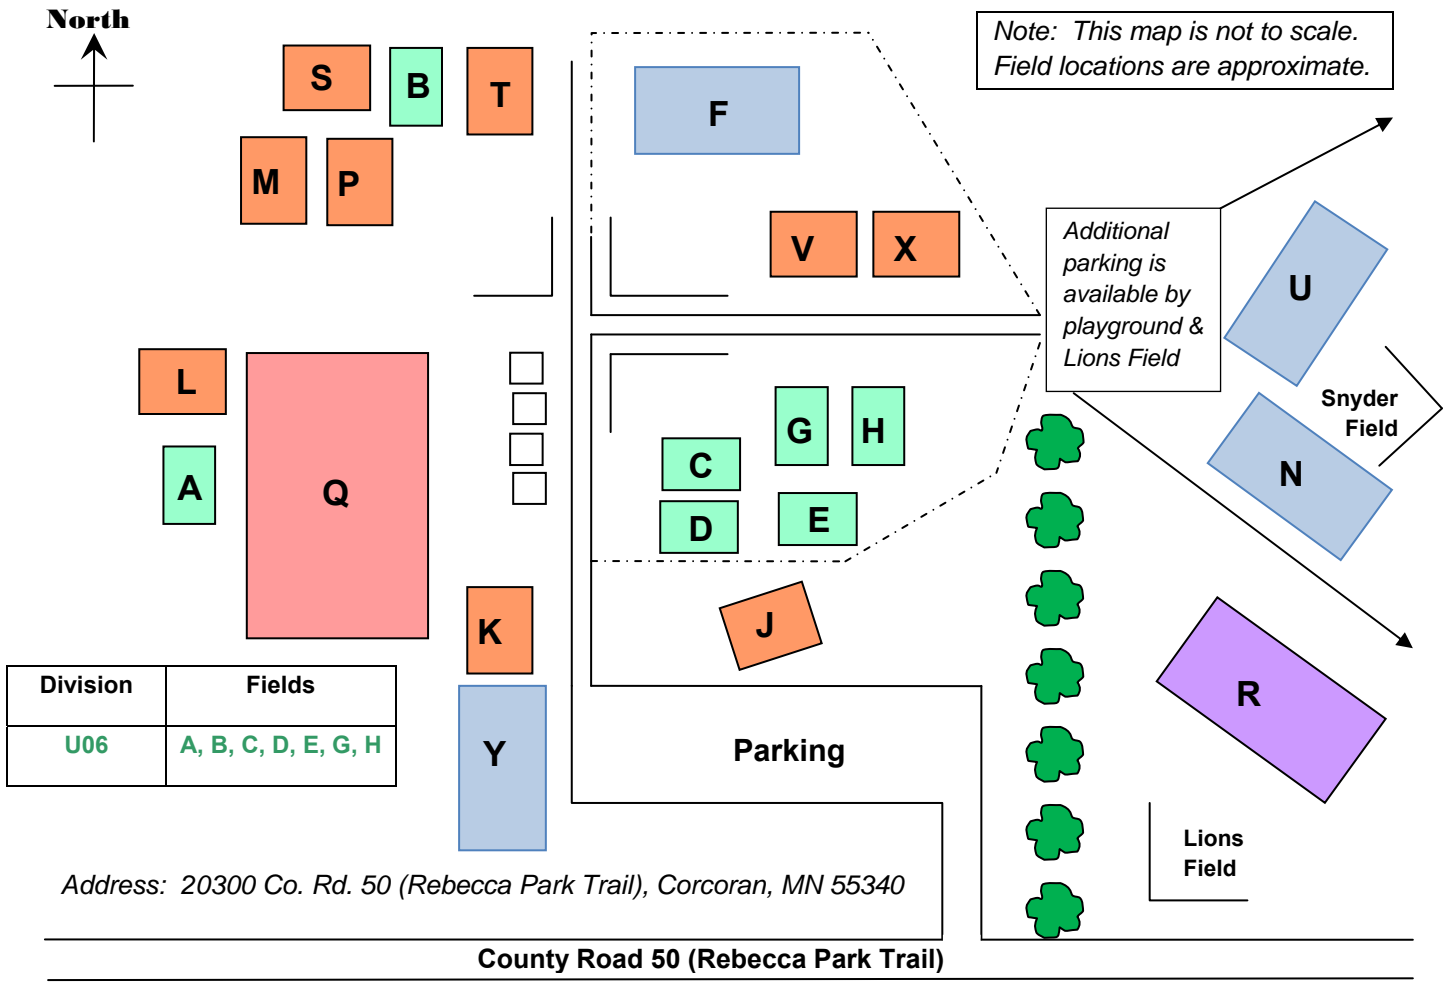 North
Note: This map is not to scale.
Field locations are approximate.
S
B
T
F
M
P
V
X
Additional
parking is
available by
playground &
Lions Field
U
L
A
Q
G
H
C
D
E
Snyder
Field
N
K
J
R
Division Fields
U06 A, B, C, D, E, G, H
Y
Parking
Lions
Field
Address: 20300 Co. Rd. 50 (Rebecca Park Trail), Corcoran, MN 55340
County Road 50 (Rebecca Park Trail)